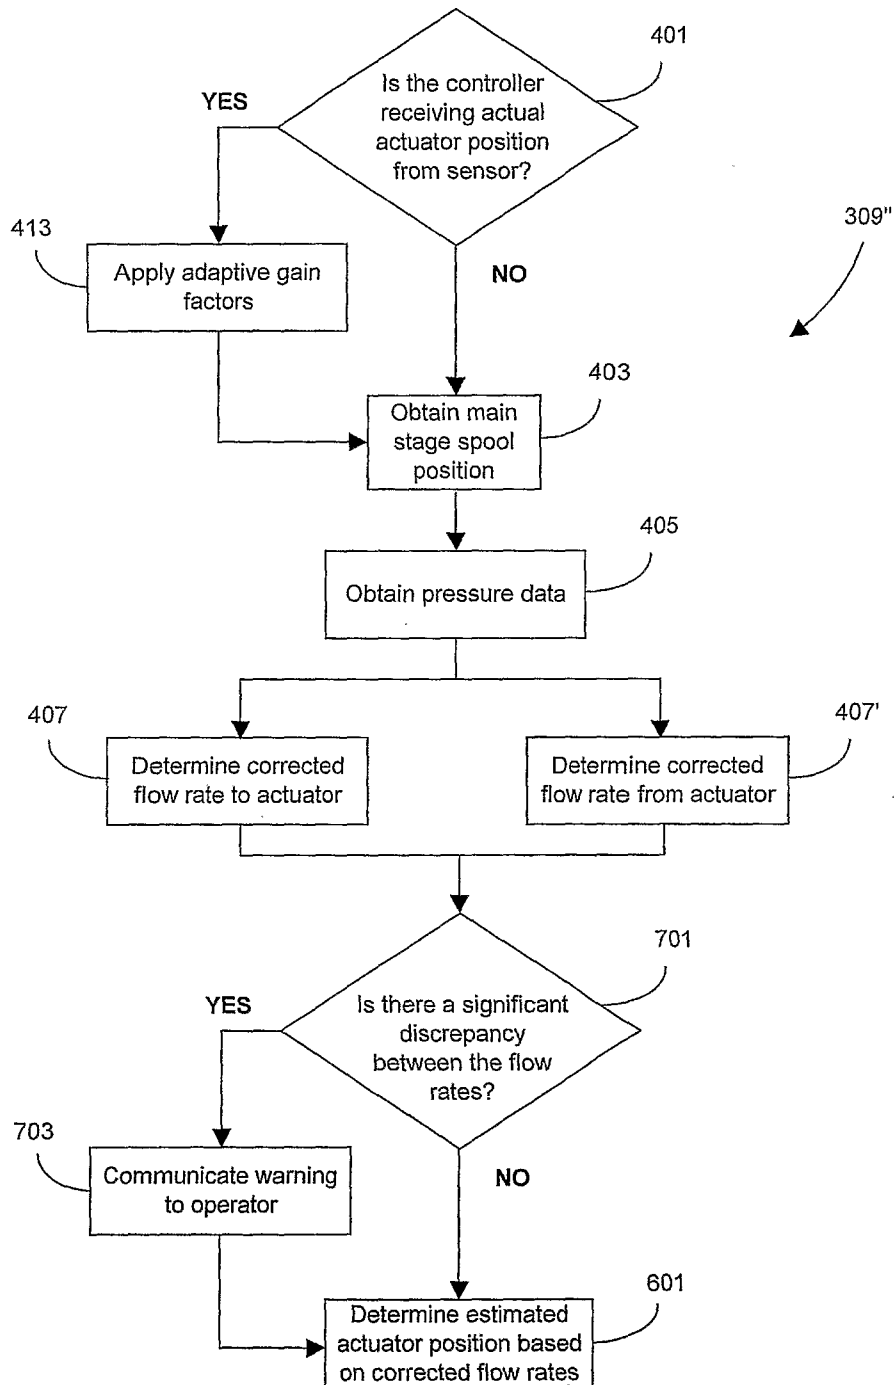 401
Is the controller
receiving actual
actuator position
from sensor?
YES
309"
413
Apply adaptive gain
factors
NO
403
Obtain main
stage spool
position
405
Obtain pressure data
407
Determine corrected
flow rate to actuator
407'
Determine corrected
flow rate from actuator
701
Is there a significant
discrepancy
between the flow
rates?
YES
703
Communicate warning
to operator
NO
601
Determine estimated
actuator position based
on corrected flow rates